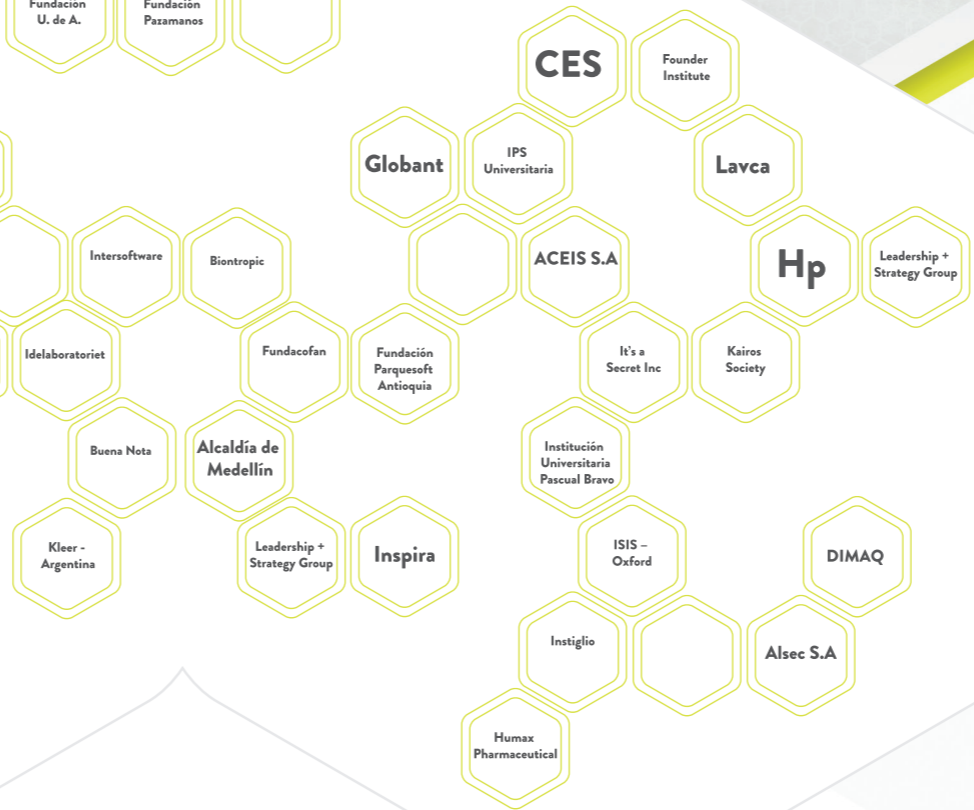 Fundación
U. de A.
Fundación
Pazamanos
CES
Founder
Institute
Globant
IPS
Universitaria
Lavca
Intersoftware
Biontropic
ACEIS S.A
Hp
Leadership +
Strategy Group
Idelaboratoriet
Fundacofan
Fundación
Parquesoft
Antioquia
It's a
Secret Inc
Kairos
Society
Buena Nota
Alcaldía de
Medellín
Institución
Universitaria
Pascual Bravo
Kleer -
Argentina
Leadership +
Strategy Group
Inspira
ISIS –
Oxford
DIMAQ
Instiglio
Alsec S.A
Humax
Pharmaceutical